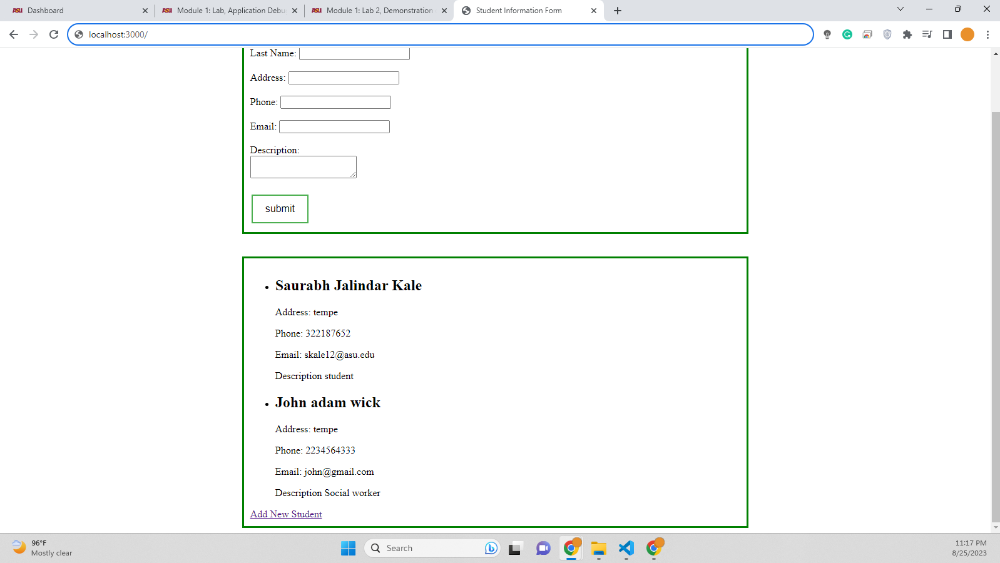 ASU Dashboard
ASU Module 1: Lab, Application Debu
ASU Module 1: Lab 2, Demonstration
Student Information Form
localhost:3000/
Last Name:
Address:
Phone:
Email:
Description:
submit
Saurabh Jalindar Kale
Address: tempe
Phone: 322187652
Email: skale12@asu.edu
Description student
John adam wick
Address: tempe
Phone: 2234564333
Email: john@gmail.com
Description Social worker
Add New Student
96°F
Mostly clear
Search
11:17 PM
8/25/2023